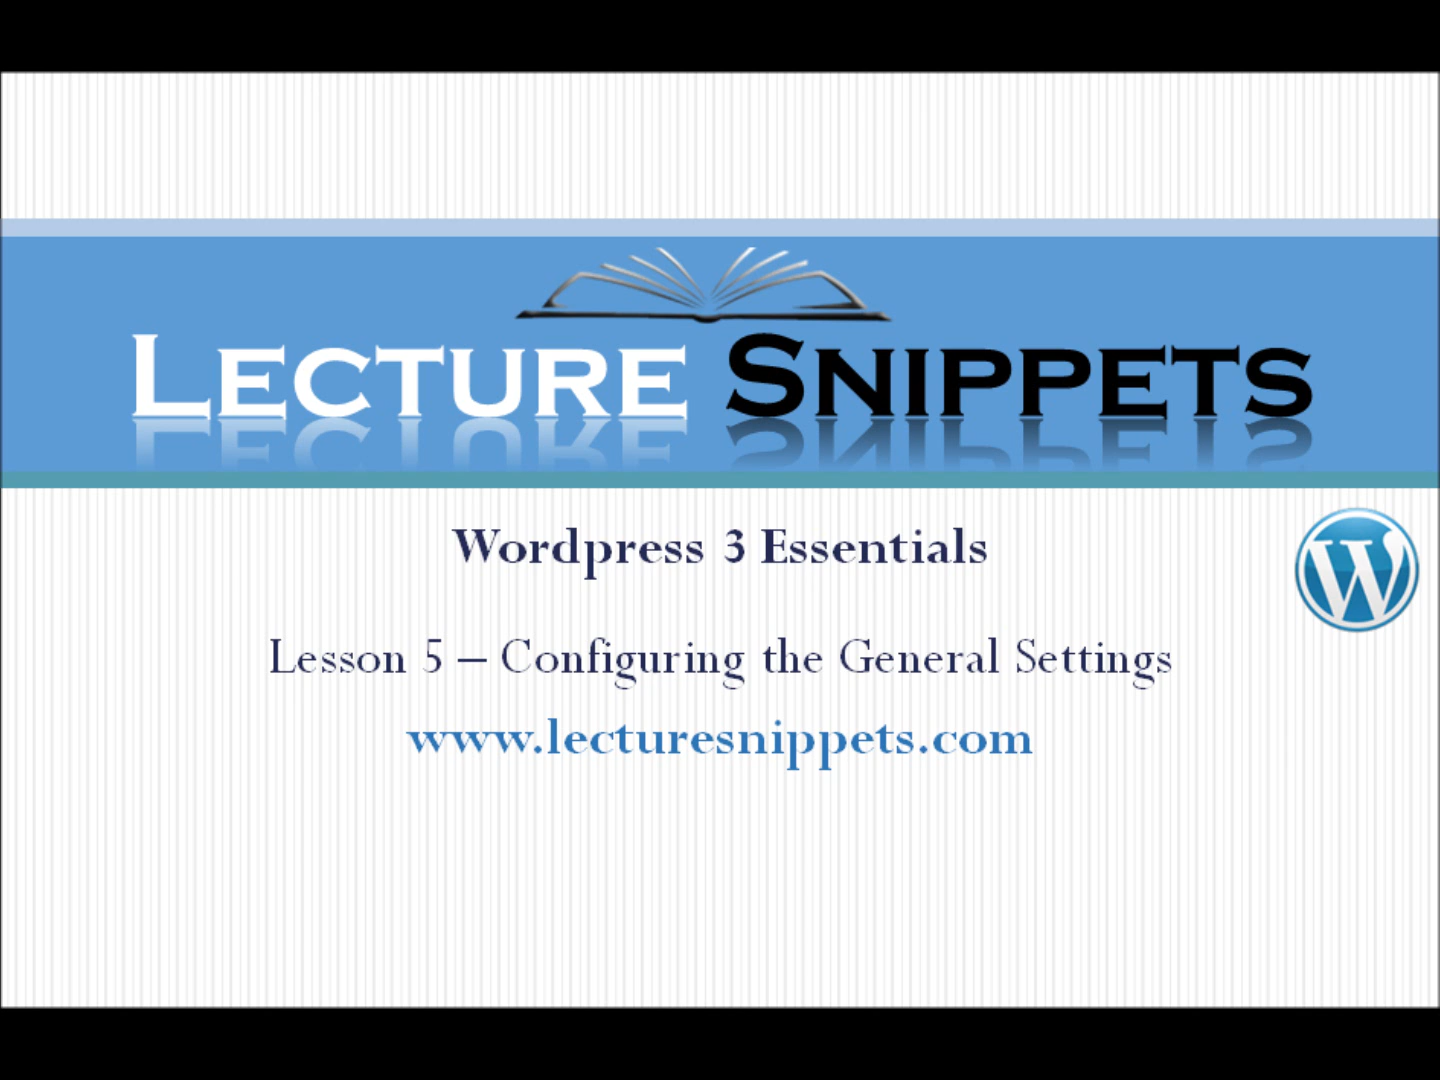 LECTURE SNIPPETS
Wordpress 3 Essentials
W
Lesson 5 – Configuring the General Settings
www.lecturesnippets.com